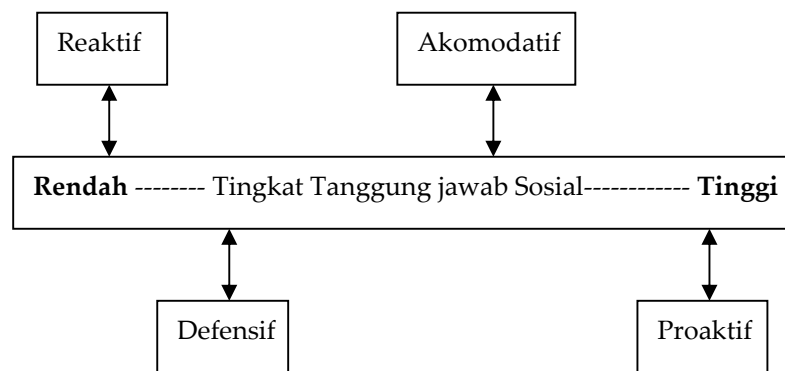 Reaktif
Akomodatif
Rendah -------- Tingkat Tanggung jawab Sosial------------ Tinggi
Defensif
Proaktif